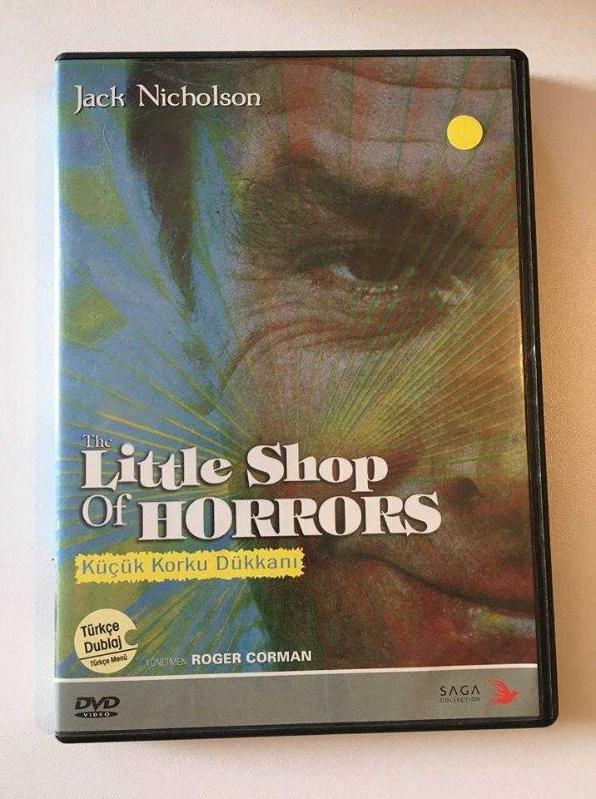 Jack Nicholson
The
Little Shop
Of HORRORS
Küçük Korku Dükkanı
Türkçe
Dublaj
Türkçe Menü
YÖNETMEN ROGER CORMAN
DVD
VIDEO
SAGA
COLLECTION